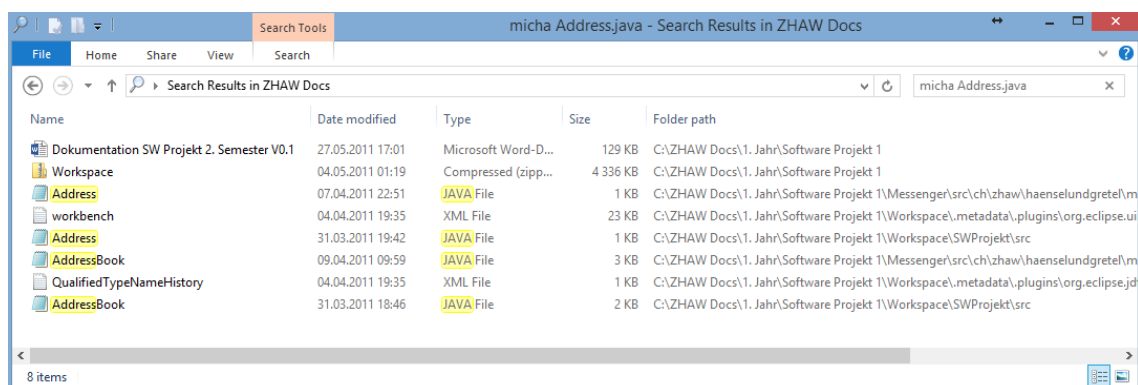 Search Tools
micha Address.java - Search Results in ZHAW Docs
File Home Share View Search
Search Results in ZHAW Docs micha Address.java
Name Date modified Type Size Folder path
Dokumentation SW Projekt 2. Semester V0.1 27.05.2011 17:01 Microsoft Word-D... 129 KB C:\ZHAW Docs\1. Jahr\Software Projekt 1
Workspace 04.05.2011 01:19 Compressed (zipp... 4 336 KB C:\ZHAW Docs\1. Jahr\Software Projekt 1
Address 07.04.2011 22:51 JAVA File 1 KB C:\ZHAW Docs\1. Jahr\Software Projekt 1\Messenger\src\ch\zhaw\haenselundgretel\m
workbench 04.04.2011 19:35 XML File 23 KB C:\ZHAW Docs\1. Jahr\Software Projekt 1\Workspace\.metadata\.plugins\org.eclipse.ui
Address 31.03.2011 19:42 JAVA File 1 KB C:\ZHAW Docs\1. Jahr\Software Projekt 1\Workspace\SWProjekt\src
AddressBook 09.04.2011 09:59 JAVA File 3 KB C:\ZHAW Docs\1. Jahr\Software Projekt 1\Messenger\src\ch\zhaw\haenselundgretel\m
QualifiedTypeNameHistory 04.04.2011 19:35 XML File 1 KB C:\ZHAW Docs\1. Jahr\Software Projekt 1\Workspace\.metadata\.plugins\org.eclipse.jd
AddressBook 31.03.2011 18:46 JAVA File 2 KB C:\ZHAW Docs\1. Jahr\Software Projekt 1\Workspace\SWProjekt\src
8 items